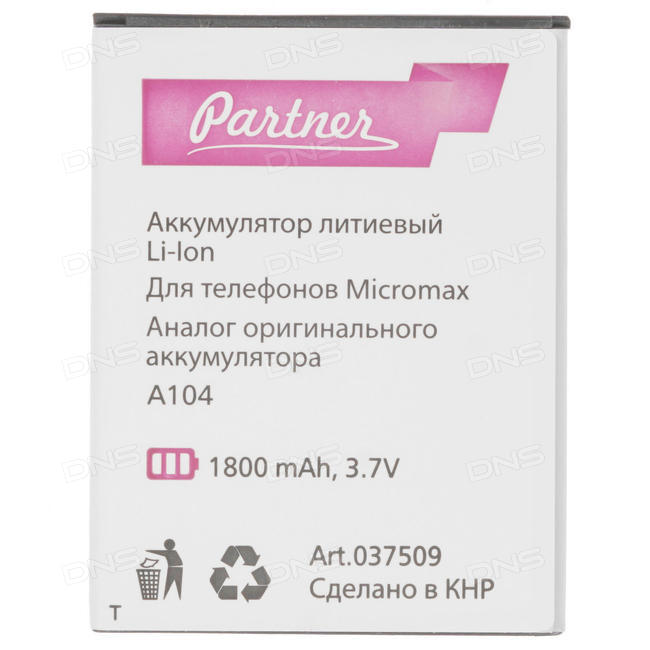 Partner
Аккумулятор литиевый
Li-Ion
Для телефонов Micromax
Аналог оригинального
аккумулятора
A104
1800 mAh, 3.7V
Art.037509
Сделано в КНР
T
DNS